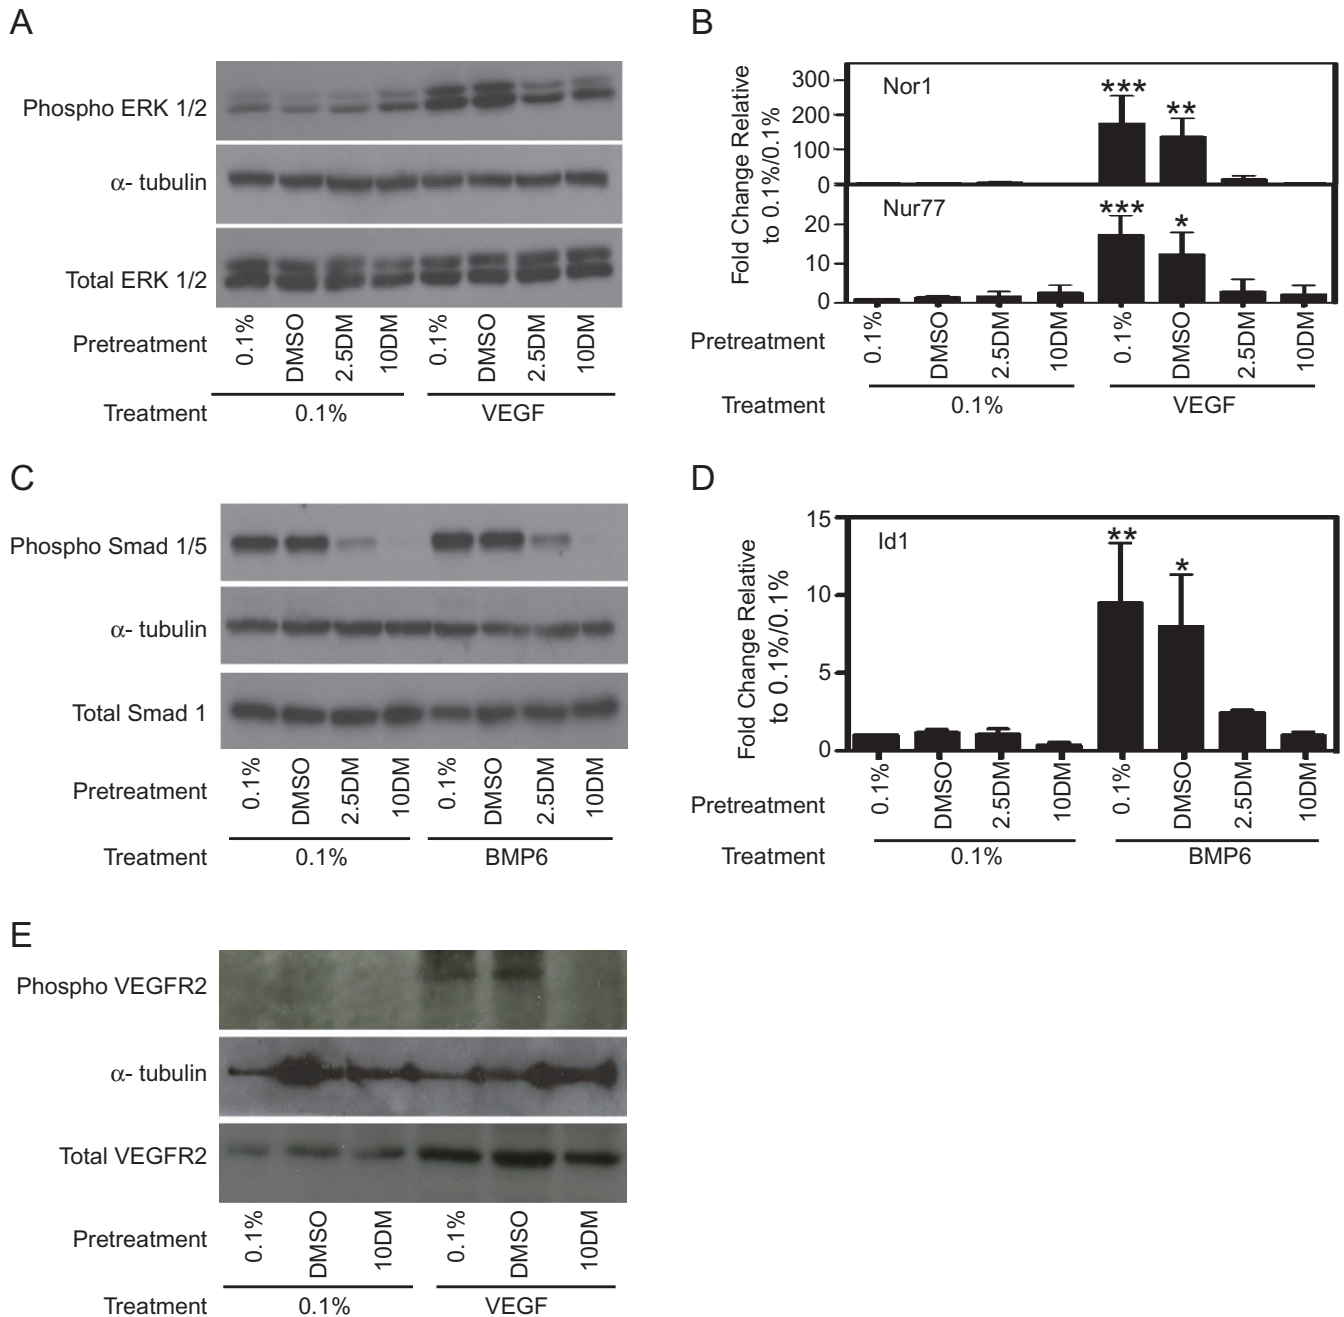 A
Phospho ERK 1/2
α- tubulin
Total ERK 1/2
Pretreatment
0.1% DMSO 2.5DM 10DM 0.1% DMSO 2.5DM 10DM
Treatment 0.1% VEGF
B
Fold Change Relative
to 0.1%/0.1%
Nor1
300
200
100
0
*** **
Nur77
20
10
0
*** *
Pretreatment
0.1% DMSO 2.5DM 10DM 0.1% DMSO 2.5DM 10DM
Treatment 0.1% VEGF
C
Phospho Smad 1/5
α- tubulin
Total Smad 1
Pretreatment
0.1% DMSO 2.5DM 10DM 0.1% DMSO 2.5DM 10DM
Treatment 0.1% BMP6
D
Fold Change Relative
to 0.1%/0.1%
Id1
15
10
5
0
** *
Pretreatment
0.1% DMSO 2.5DM 10DM 0.1% DMSO 2.5DM 10DM
Treatment 0.1% BMP6
E
Phospho VEGFR2
α- tubulin
Total VEGFR2
Pretreatment
0.1% DMSO 10DM 0.1% DMSO 10DM
Treatment 0.1% VEGF